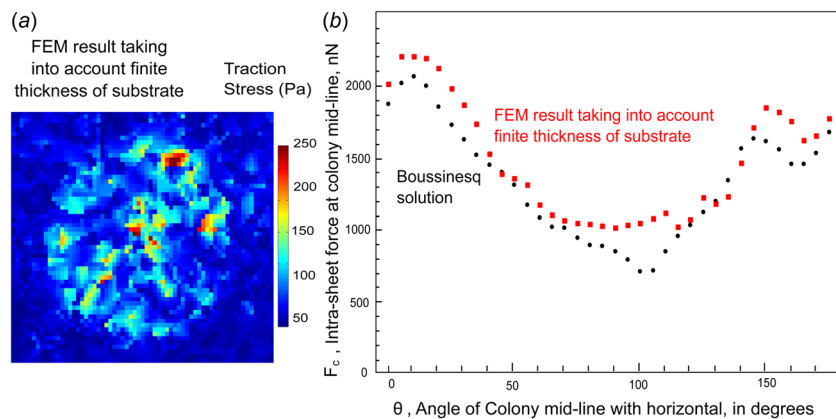 (a)
FEM result taking
into account finite
thickness of substrate
Traction
Stress (Pa)
250
200
150
100
50
(b)
F_c , Intra-sheet force at colony mid-line, nN
2000
1500
1000
500
0
FEM result taking into account
finite thickness of substrate
Boussinesq
solution
0 50 100 150
θ , Angle of Colony mid-line with horizontal, in degrees